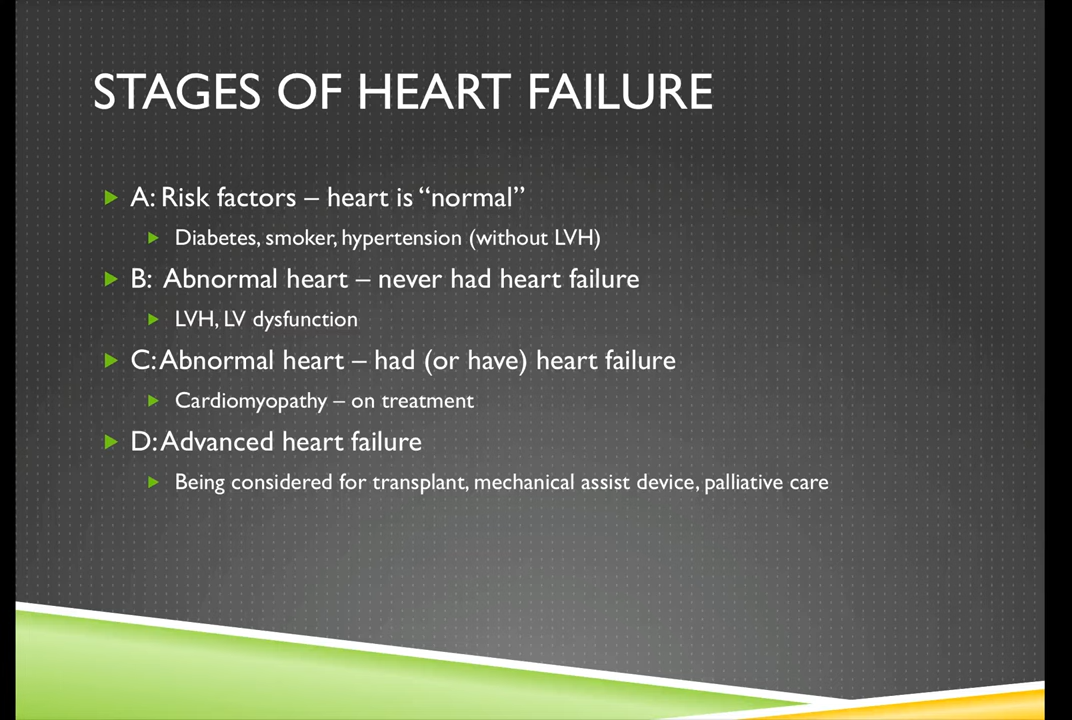 STAGES OF HEART FAILURE
A: Risk factors – heart is “normal”
Diabetes, smoker, hypertension (without LVH)
B: Abnormal heart – never had heart failure
LVH, LV dysfunction
C: Abnormal heart – had (or have) heart failure
Cardiomyopathy – on treatment
D: Advanced heart failure
Being considered for transplant, mechanical assist device, palliative care